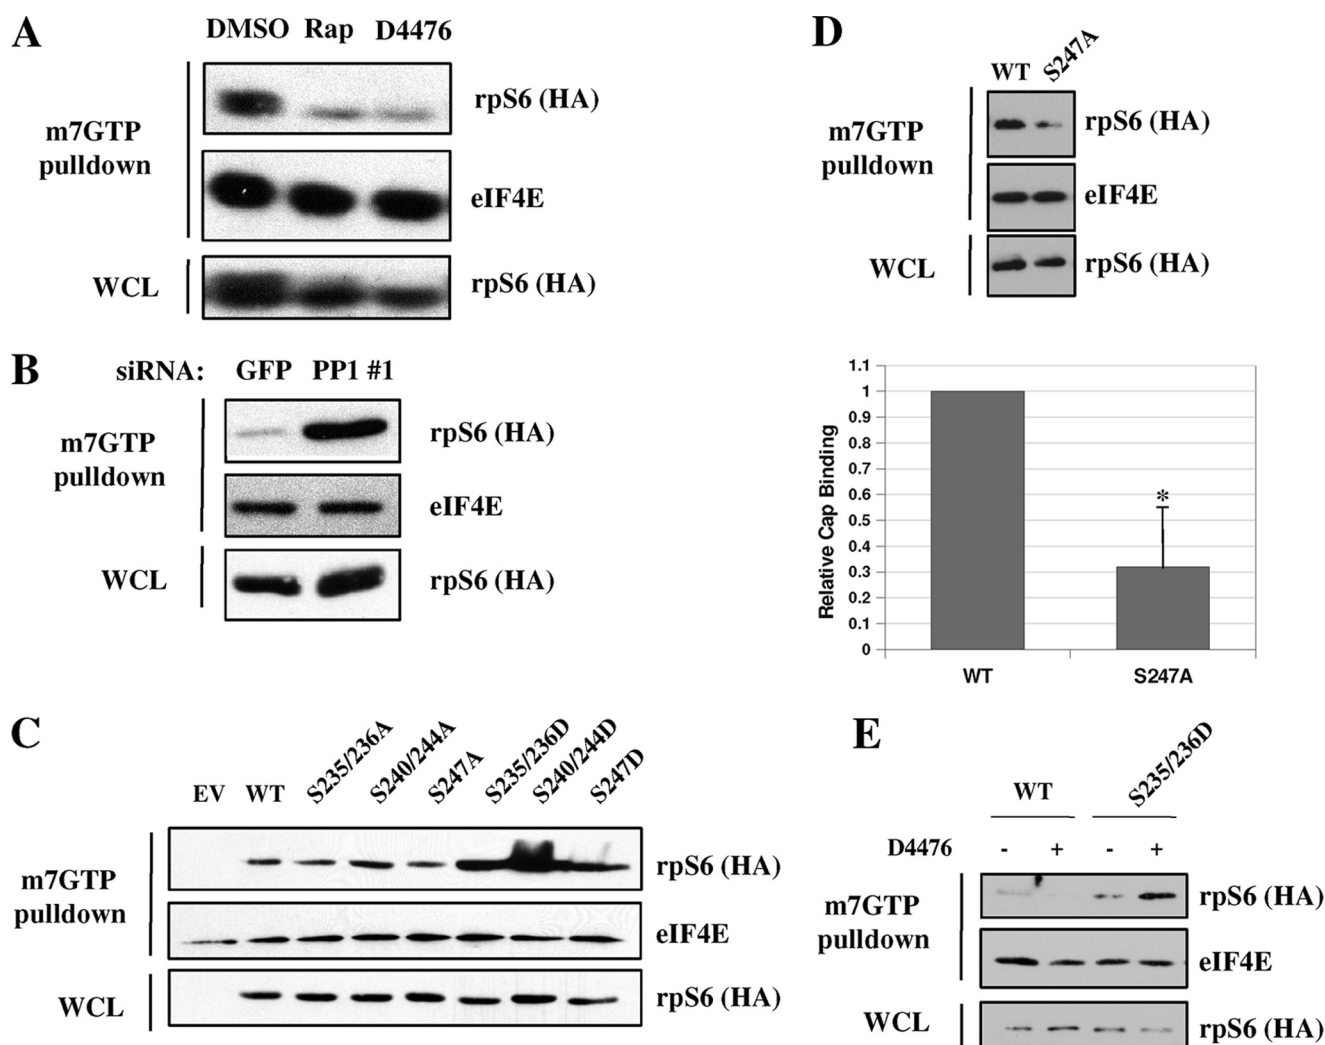 A
DMSO Rap D4476
m7GTP
pulldown
rpS6 (HA)
eIF4E
WCL
rpS6 (HA)
B
siRNA: GFP PP1 #1
m7GTP
pulldown
rpS6 (HA)
eIF4E
WCL
rpS6 (HA)
C
EV WT S235/236A S240/244A S247A S235/236D S240/244D S247D
m7GTP
pulldown
rpS6 (HA)
eIF4E
WCL
rpS6 (HA)
D
WT S247A
m7GTP
pulldown
rpS6 (HA)
eIF4E
WCL
rpS6 (HA)
Relative Cap Binding
1.1
1
0.9
0.8
0.7
0.6
0.5
0.4
0.3
0.2
0.1
0
*
WT S247A
E
WT S235/236D
D4476 - + - +
m7GTP
pulldown
rpS6 (HA)
eIF4E
WCL
rpS6 (HA)